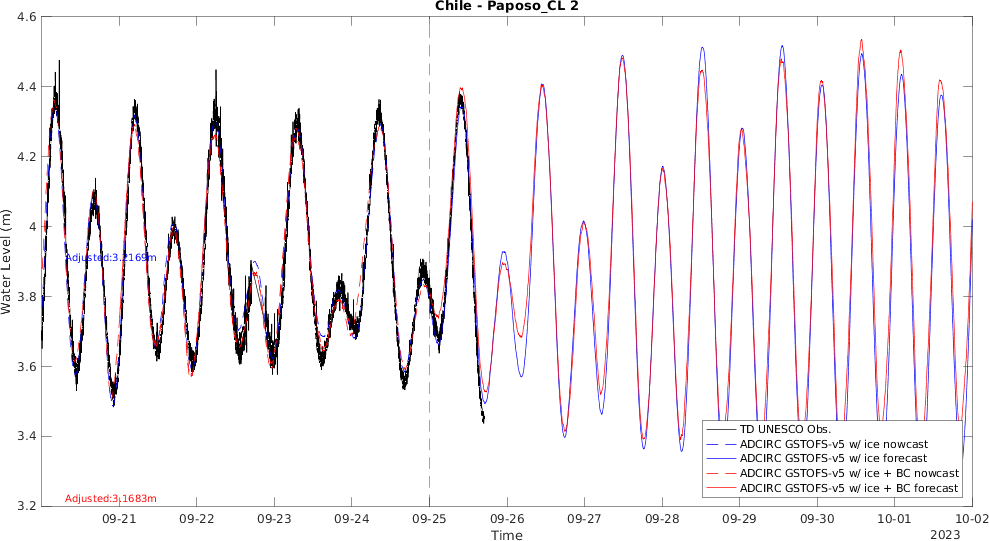 Chile - Paposo_CL 2
4.6
4.4
4.2
4
3.8
3.6
3.4
3.2
Water Level (m)
Adjusted:3.2169m
Adjusted:3.1683m
TD UNESCO Obs.
ADCIRC GSTOFS-v5 w/ ice nowcast
ADCIRC GSTOFS-v5 w/ ice forecast
ADCIRC GSTOFS-v5 w/ ice + BC nowcast
ADCIRC GSTOFS-v5 w/ ice + BC forecast
09-21 09-22 09-23 09-24 09-25 09-26 09-27 09-28 09-29 09-30 10-01 10-02
Time
2023